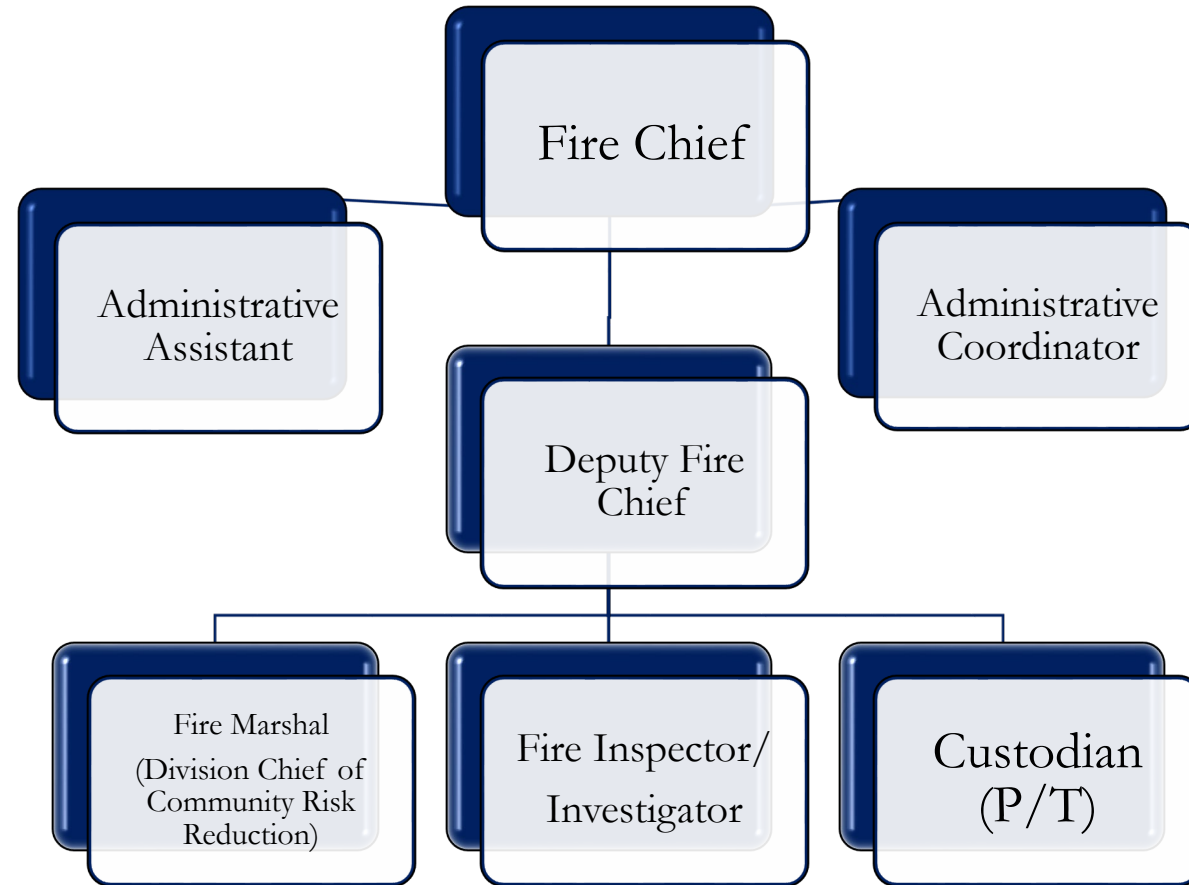 Fire Chief
Administrative
Assistant
Administrative
Coordinator
Deputy Fire
Chief
Fire Marshal
(Division Chief of
Community Risk
Reduction)
Fire Inspector/
Investigator
Custodian
(P/T)